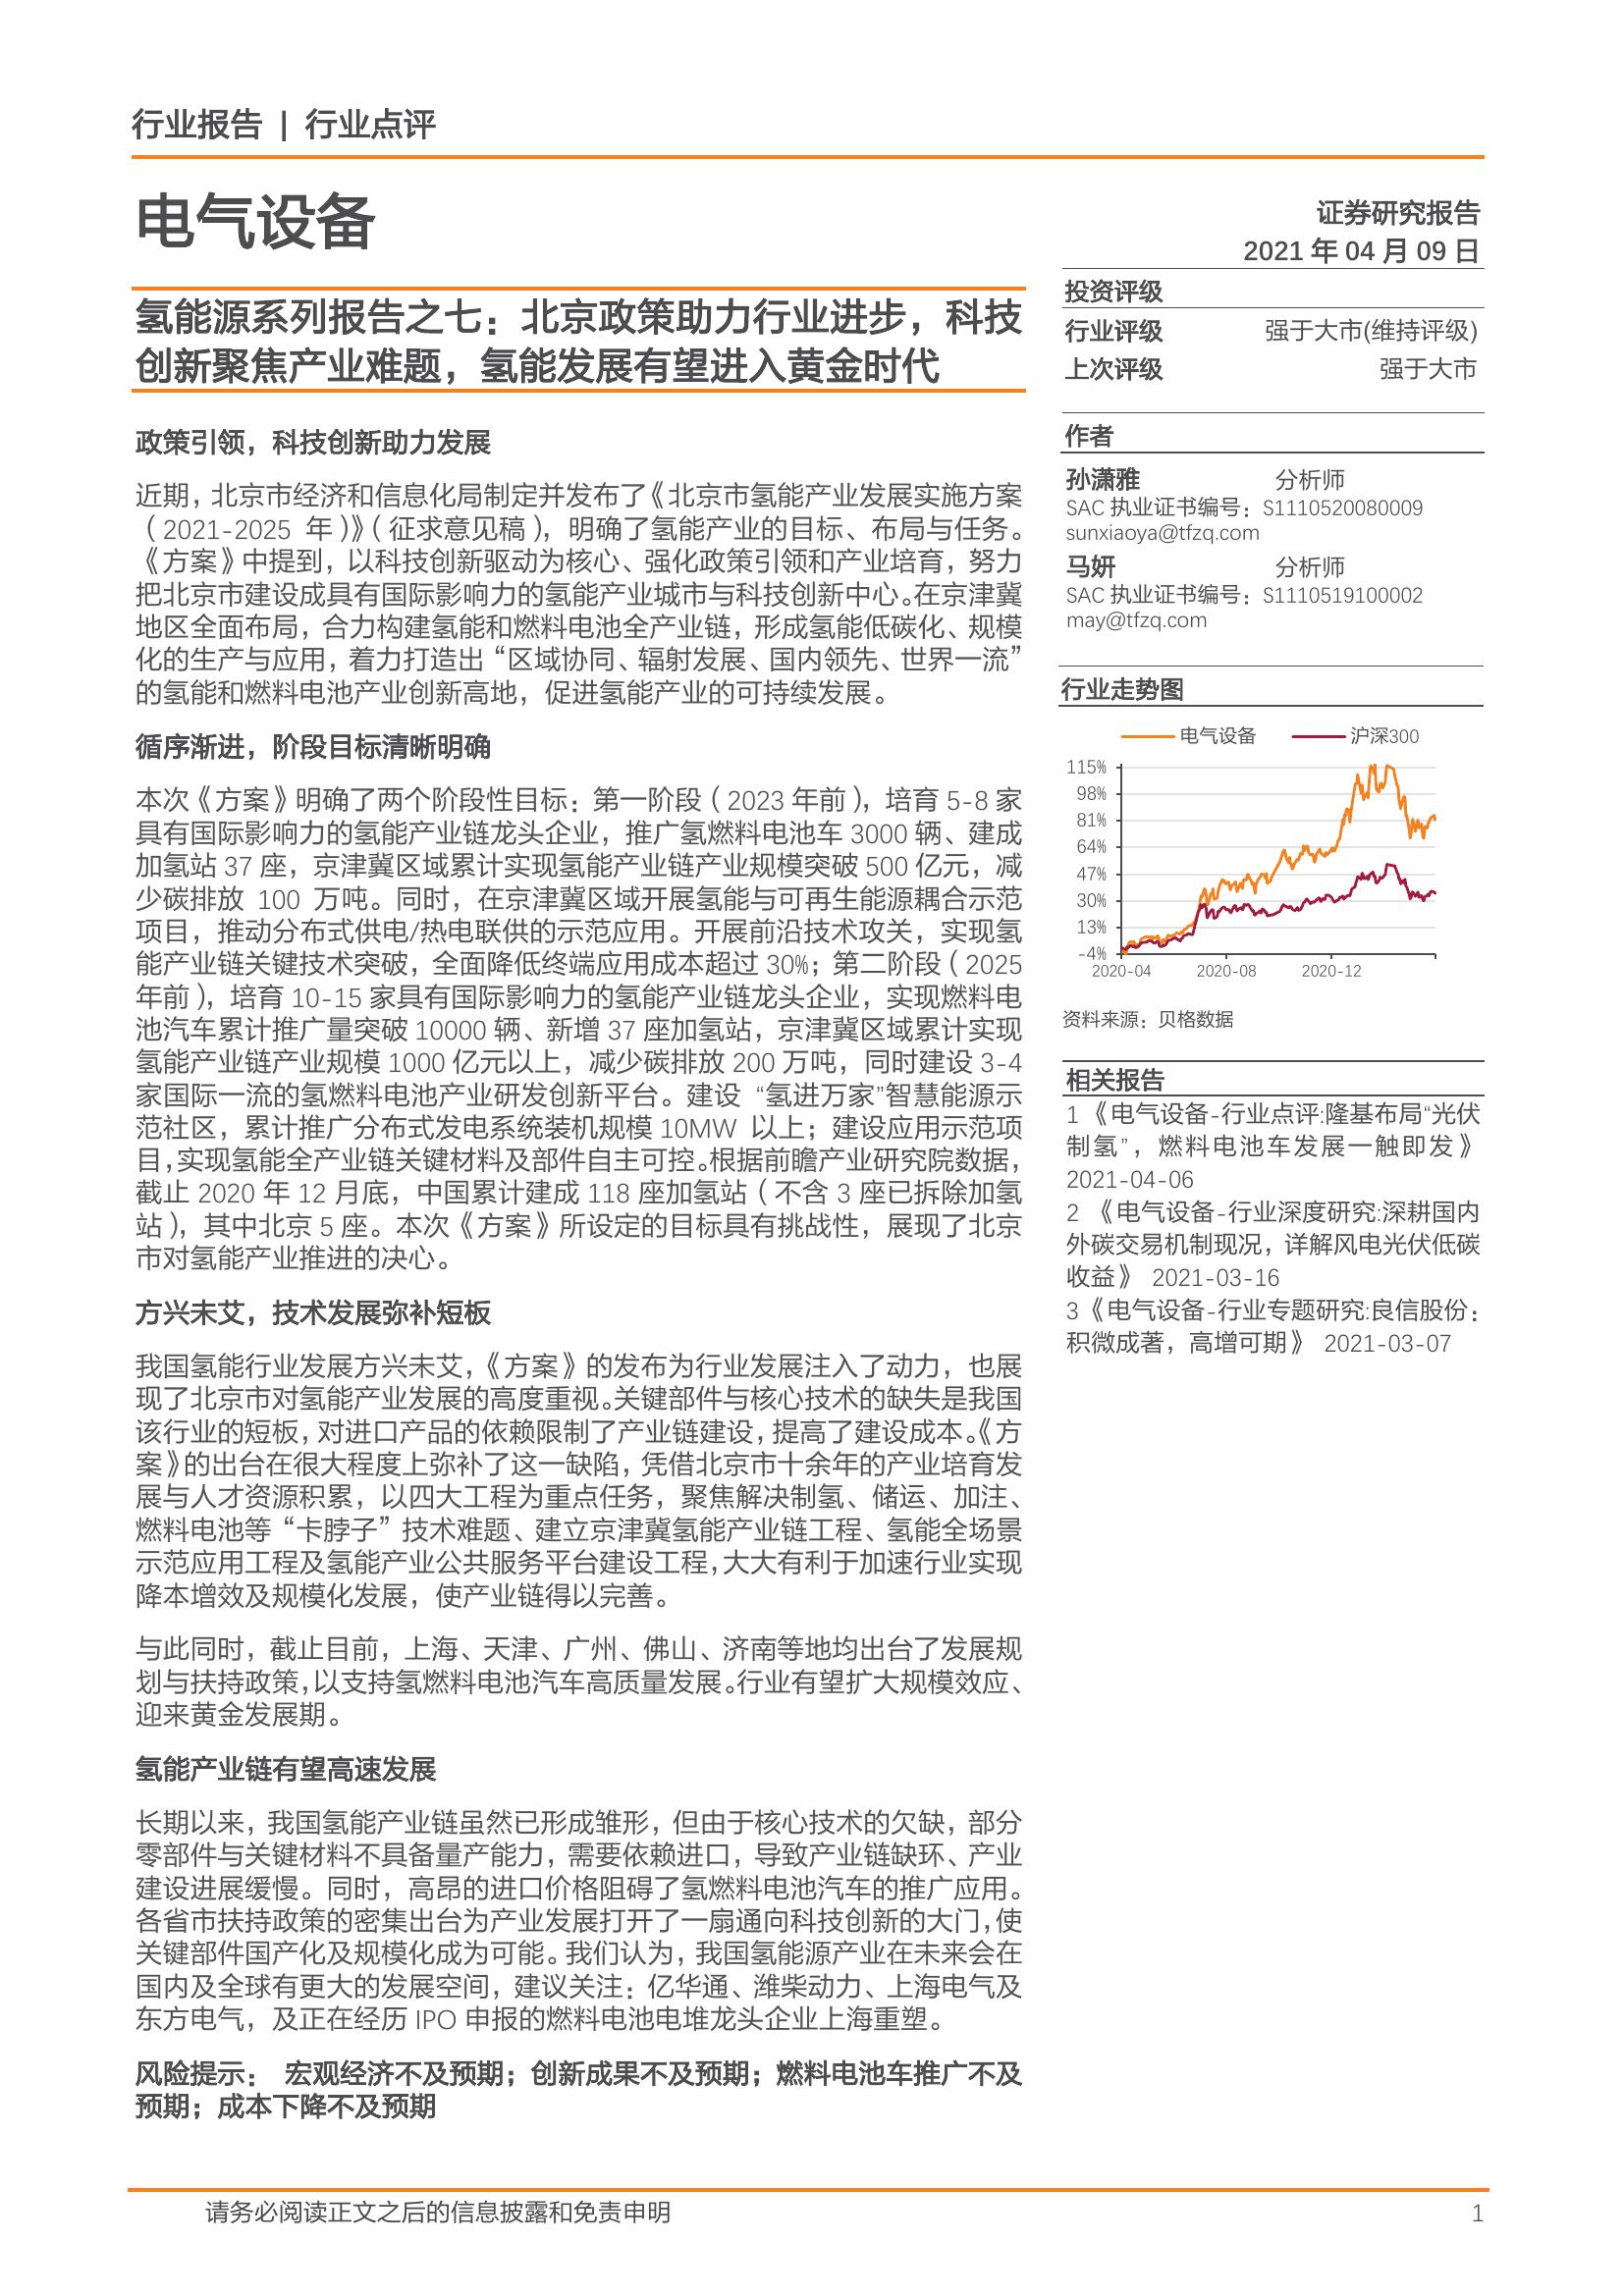 行业报告 | 行业点评
电气设备
证券研究报告
2021 年 04 月 09 日
氢能源系列报告之七：北京政策助力行业进步，科技
创新聚焦产业难题，氢能发展有望进入黄金时代
政策引领，科技创新助力发展
近期，北京市经济和信息化局制定并发布了《北京市氢能产业发展实施方案
（2021-2025 年）》（征求意见稿），明确了氢能产业的目标、布局与任务。
《方案》中提到，以科技创新驱动为核心、强化政策引领和产业培育，努力
把北京市建设成具有国际影响力的氢能产业城市与科技创新中心。在京津冀
地区全面布局，合力构建氢能和燃料电池全产业链，形成氢能低碳化、规模
化的生产与应用，着力打造出“区域协同、辐射发展、国内领先、世界一流”
的氢能和燃料电池产业创新高地，促进氢能产业的可持续发展。
循序渐进，阶段目标清晰明确
本次《方案》明确了两个阶段性目标：第一阶段（2023 年前），培育 5-8 家
具有国际影响力的氢能产业链龙头企业，推广氢燃料电池车 3000 辆、建成
加氢站 37 座，京津冀区域累计实现氢能产业链产业规模突破 500 亿元，减
少碳排放 100 万吨。同时，在京津冀区域开展氢能与可再生能源耦合示范
项目，推动分布式供电/热电联供的示范应用。开展前沿技术攻关，实现氢
能产业链关键技术突破，全面降低终端应用成本超过 30%；第二阶段（2025
年前），培育 10-15 家具有国际影响力的氢能产业链龙头企业，实现燃料电
池汽车累计推广量突破 10000 辆、新增 37 座加氢站，京津冀区域累计实现
氢能产业链产业规模 1000 亿元以上，减少碳排放 200 万吨，同时建设 3-4
家国际一流的氢燃料电池产业研发创新平台。建设 “氢进万家”智慧能源示
范社区，累计推广分布式发电系统装机规模 10MW 以上；建设应用示范项
目，实现氢能全产业链关键材料及部件自主可控。根据前瞻产业研究院数据，
截止 2020 年 12 月底，中国累计建成 118 座加氢站（不含 3 座已拆除加氢
站），其中北京 5 座。本次《方案》所设定的目标具有挑战性，展现了北京
市对氢能产业推进的决心。
方兴未艾，技术发展弥补短板
我国氢能行业发展方兴未艾，《方案》的发布为行业发展注入了动力，也展
现了北京市对氢能产业发展的高度重视。关键部件与核心技术的缺失是我国
该行业的短板，对进口产品的依赖限制了产业链建设，提高了建设成本。《方
案》的出台在很大程度上弥补了这一缺陷，凭借北京市十余年的产业培育发
展与人才资源积累，以四大工程为重点任务，聚焦解决制氢、储运、加注、
燃料电池等“卡脖子”技术难题、建立京津冀氢能产业链工程、氢能全场景
示范应用工程及氢能产业公共服务平台建设工程，大大有利于加速行业实现
降本增效及规模化发展，使产业链得以完善。
与此同时，截止目前，上海、天津、广州、佛山、济南等地均出台了发展规
划与扶持政策，以支持氢燃料电池汽车高质量发展。行业有望扩大规模效应、
迎来黄金发展期。
氢能产业链有望高速发展
长期以来，我国氢能产业链虽然已形成雏形，但由于核心技术的欠缺，部分
零部件与关键材料不具备量产能力，需要依赖进口，导致产业链缺环、产业
建设进展缓慢。同时，高昂的进口价格阻碍了氢燃料电池汽车的推广应用。
各省市扶持政策的密集出台为产业发展打开了一扇通向科技创新的大门，使
关键部件国产化及规模化成为可能。我们认为，我国氢能源产业在未来会在
国内及全球有更大的发展空间，建议关注：亿华通、潍柴动力、上海电气及
东方电气，及正在经历 IPO 申报的燃料电池电堆龙头企业上海重塑。
风险提示： 宏观经济不及预期；创新成果不及预期；燃料电池车推广不及
预期；成本下降不及预期
投资评级
行业评级 强于大市(维持评级)
上次评级 强于大市
作者
孙潇雅 分析师
SAC 执业证书编号：S1110520080009
sunxiaoya@tfzq.com
马妍 分析师
SAC 执业证书编号：S1110519100002
may@tfzq.com
行业走势图
电气设备 沪深300
115%
98%
81%
64%
47%
30%
13%
-4%
2020-04 2020-08 2020-12
资料来源：贝格数据
相关报告
1 《电气设备-行业点评:隆基布局“光伏
制氢”，燃料电池车发展一触即发》
2021-04-06
2 《电气设备-行业深度研究:深耕国内
外碳交易机制现况，详解风电光伏低碳
收益》 2021-03-16
3《电气设备-行业专题研究:良信股份：
积微成著，高增可期》 2021-03-07
请务必阅读正文之后的信息披露和免责申明 1